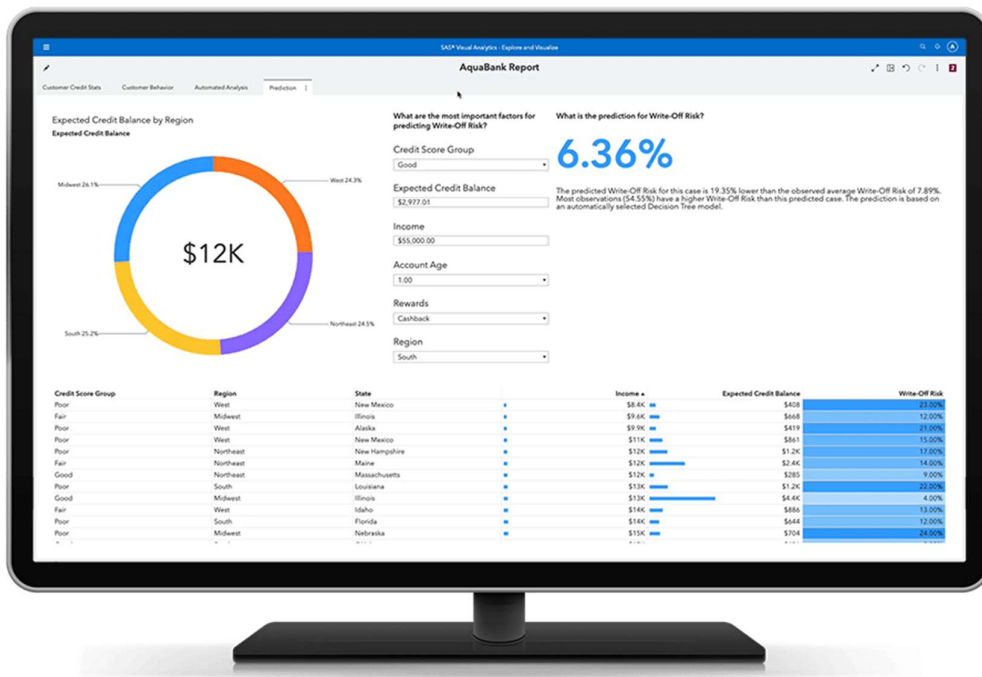 SAS® Visual Analytics - Explore and Visualize
A
AquaBank Report
2
Customer Credit Stats
Customer Behavior
Automated Analysis
Prediction
Expected Credit Balance by Region
Expected Credit Balance
Midwest 26.1%
West 24.3%
$12K
South 25.2%
Northeast 24.5%
What are the most important factors for
predicting Write-Off Risk?
Credit Score Group
Good
Expected Credit Balance
$2,977.01
Income
$55,000.00
Account Age
1.00
Rewards
Cashback
Region
South
What is the prediction for Write-Off Risk?
6.36%
The predicted Write-Off Risk for this case is 19.35% lower than the observed average Write-Off Risk of 7.89%.
Most observations (54.55%) have a higher Write-Off Risk than this predicted case. The prediction is based on
an automatically selected Decision Tree model.
Credit Score Group Region State Income Expected Credit Balance Write-Off Risk
Poor West New Mexico $8.4K $408 23.00%
Fair Midwest Illinois $9.6K $668 12.00%
Poor West Alaska $9.9K $419 21.00%
Poor West New Mexico $11K $861 15.00%
Poor Northeast New Hampshire $12K $1.2K 17.00%
Fair Northeast Maine $12K $2.4K 14.00%
Good Northeast Massachusetts $12K $285 9.00%
Poor South Louisiana $13K $1.2K 22.00%
Good Midwest Illinois $13K $4.4K 4.00%
Fair West Idaho $14K $886 13.00%
Poor South Florida $14K $644 12.00%
Poor Midwest Nebraska $15K $704 24.00%